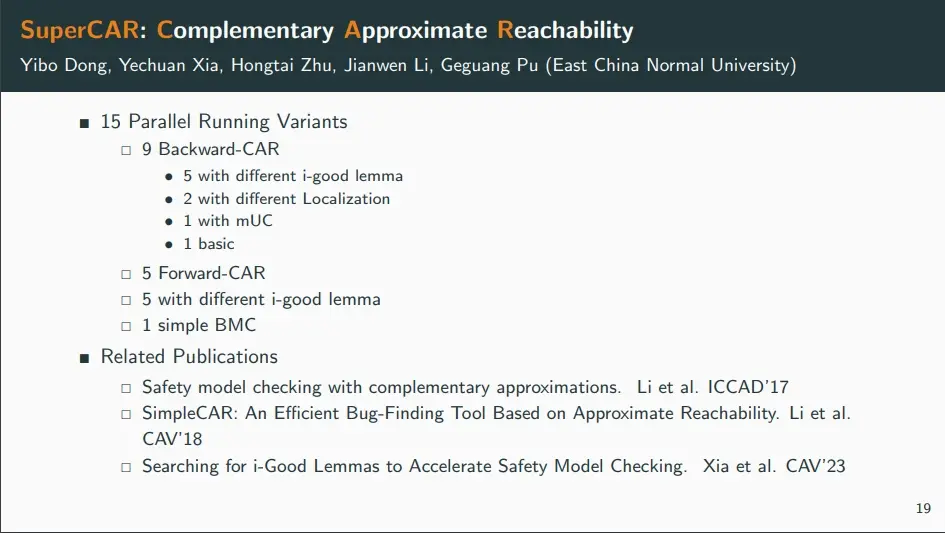 SuperCAR: Complementary Approximate Reachability
Yibo Dong, Yechuan Xia, Hongtai Zhu, Jianwen Li, Geguang Pu (East China Normal University)
■ 15 Parallel Running Variants
□ 9 Backward-CAR
• 5 with different i-good lemma
• 2 with different Localization
• 1 with mUC
• 1 basic
□ 5 Forward-CAR
□ 5 with different i-good lemma
□ 1 simple BMC
■ Related Publications
□ Safety model checking with complementary approximations. Li et al. ICCAD'17
□ SimpleCAR: An Efficient Bug-Finding Tool Based on Approximate Reachability. Li et al.
CAV'18
□ Searching for i-Good Lemmas to Accelerate Safety Model Checking. Xia et al. CAV'23
19